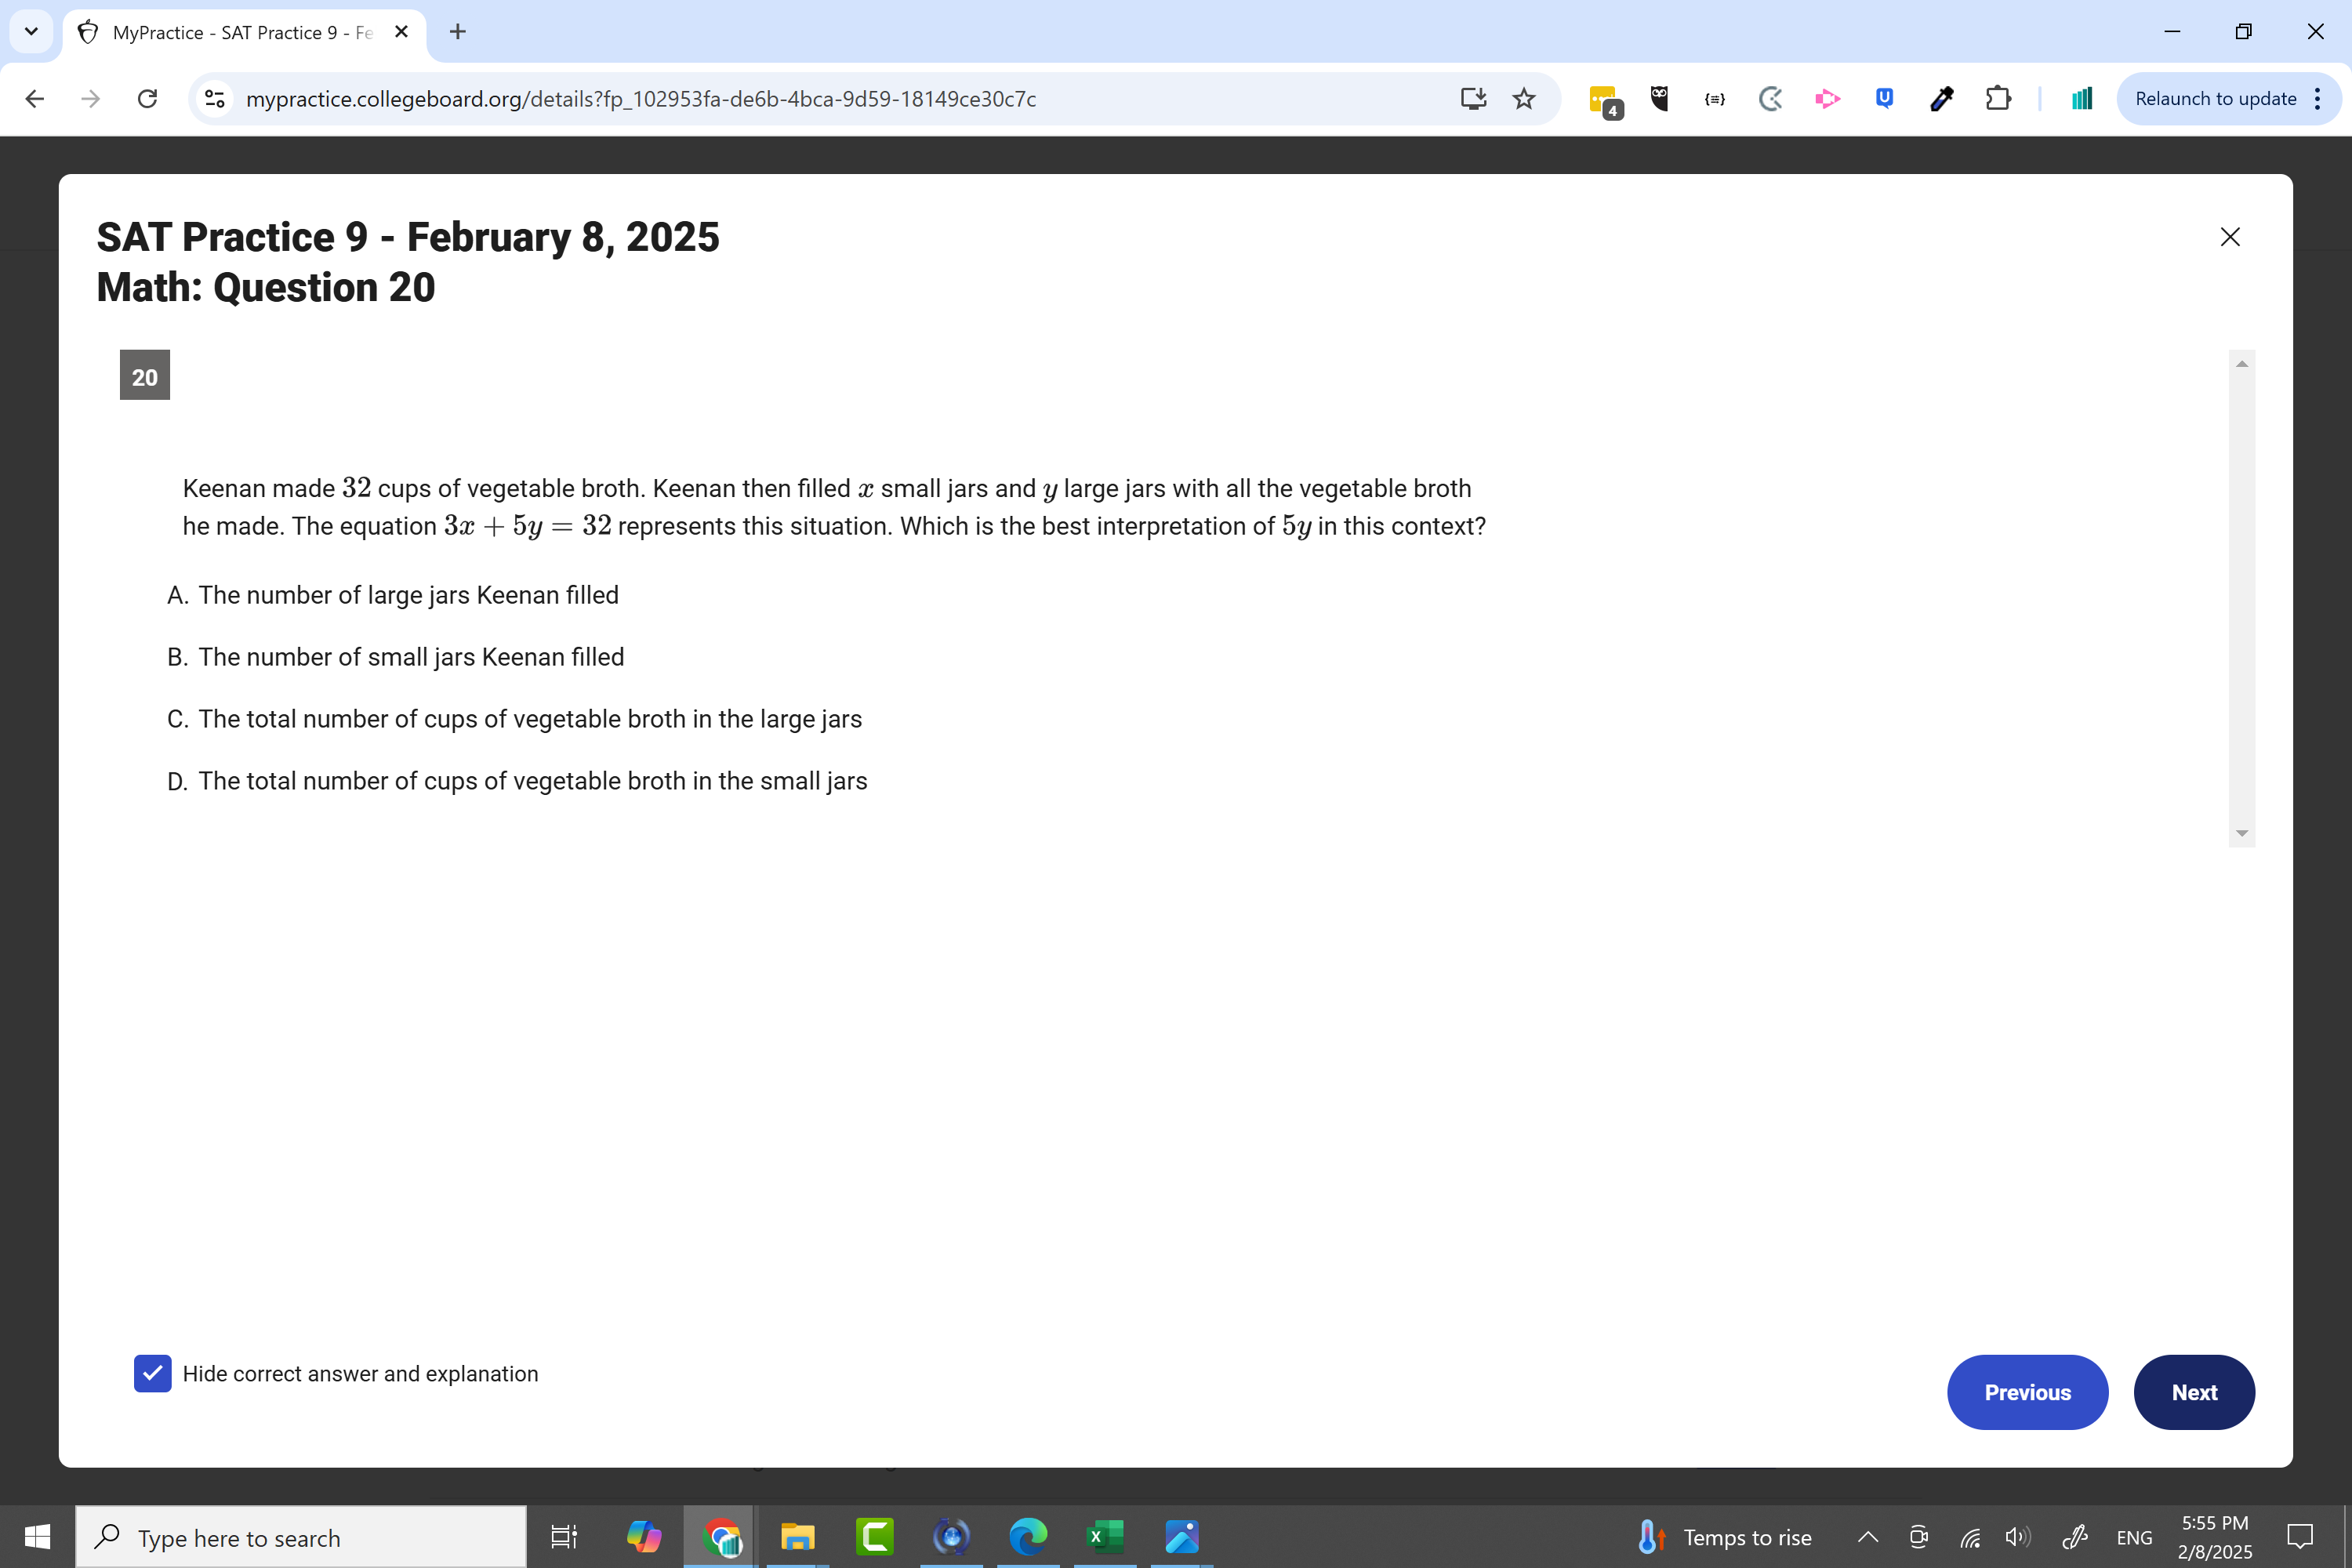 MyPractice - SAT Practice 9 - Fe
mypractice.collegeboard.org/details?fp_102953fa-de6b-4bca-9d59-18149ce30c7c
4
Relaunch to update
SAT Practice 9 - February 8, 2025
Math: Question 20
20
Keenan made 32 cups of vegetable broth. Keenan then filled x small jars and y large jars with all the vegetable broth
he made. The equation 3x + 5y = 32 represents this situation. Which is the best interpretation of 5y in this context?
A. The number of large jars Keenan filled
B. The number of small jars Keenan filled
C. The total number of cups of vegetable broth in the large jars
D. The total number of cups of vegetable broth in the small jars
Hide correct answer and explanation
Previous
Next
Type here to search
Temps to rise
ENG
5:55 PM
2/8/2025